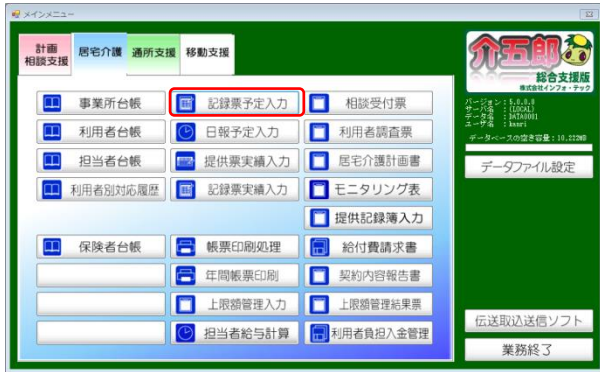 メインメニュー
計画
相談支援
居宅介護
通所支援
移動支援
事業所台帳
記録票予定入力
相談受付票
利用者台帳
日報予定入力
利用者調査票
担当者台帳
提供票実績入力
居宅介護計画書
利用者別対応履歴
記録票実績入力
モニタリング表
提供記録簿入力
保険者台帳
帳票印刷処理
給付費請求書
年間帳票印刷
契約内容報告書
上限額管理入力
上限額管理結果票
担当者給与計算
利用者負担入金管理
介五郎
総合支援版
株式会社インフォ・テック
バージョン：5.0.0.0
サーバ名 ：(LOCAL)
データ名 ：DATA0001
ユーザ名 ：kanri
データベースの空き容量：10,222MB
データファイル設定
伝送取込送信ソフト
業務終了